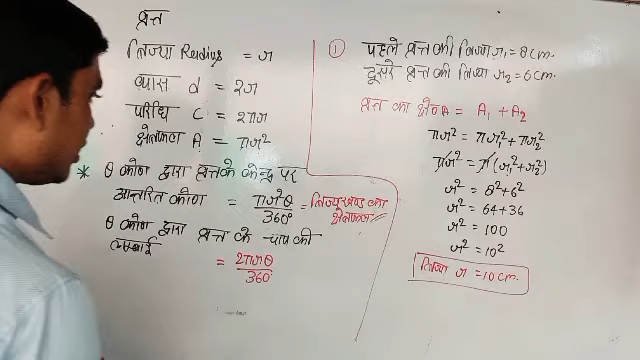 वृत्त
त्रिज्या Radius = r
व्यास d = 2r
परिधि C = 2πr
क्षेत्रफल A = πr²
* θ कोण द्वारा वृत्त के केन्द्र पर
आन्तरित कोण = πr²θ/360° = त्रिज्यखण्ड का क्षेत्रफल
θ कोण द्वारा वृत्त के चाप की
लम्बाई
= 2πrθ/360
① पहले वृत्त की त्रिज्या r₁ = 8 cm.
दूसरे वृत्त की त्रिज्या r₂ = 6 cm.
वृत्त का क्षे० A = A₁ + A₂
πr² = πr₁² + πr₂²
πr² = π(r₁² + r₂²)
r² = 8² + 6²
r² = 64 + 36
r² = 100
r² = 10²
त्रिज्या r = 10 cm.